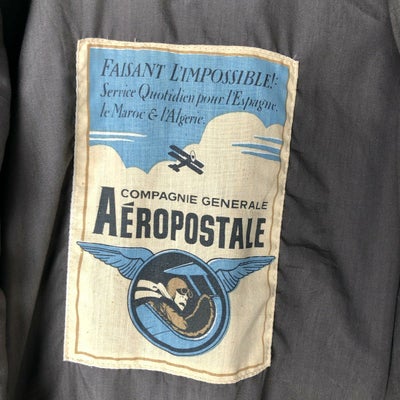 FAISANT L'IMPOSSIBLE!:
Service Quotidien pour l'Espagne.
le Maroc & l'Algerie.
COMPAGNIE GENERALE
AÉROPOSTALE